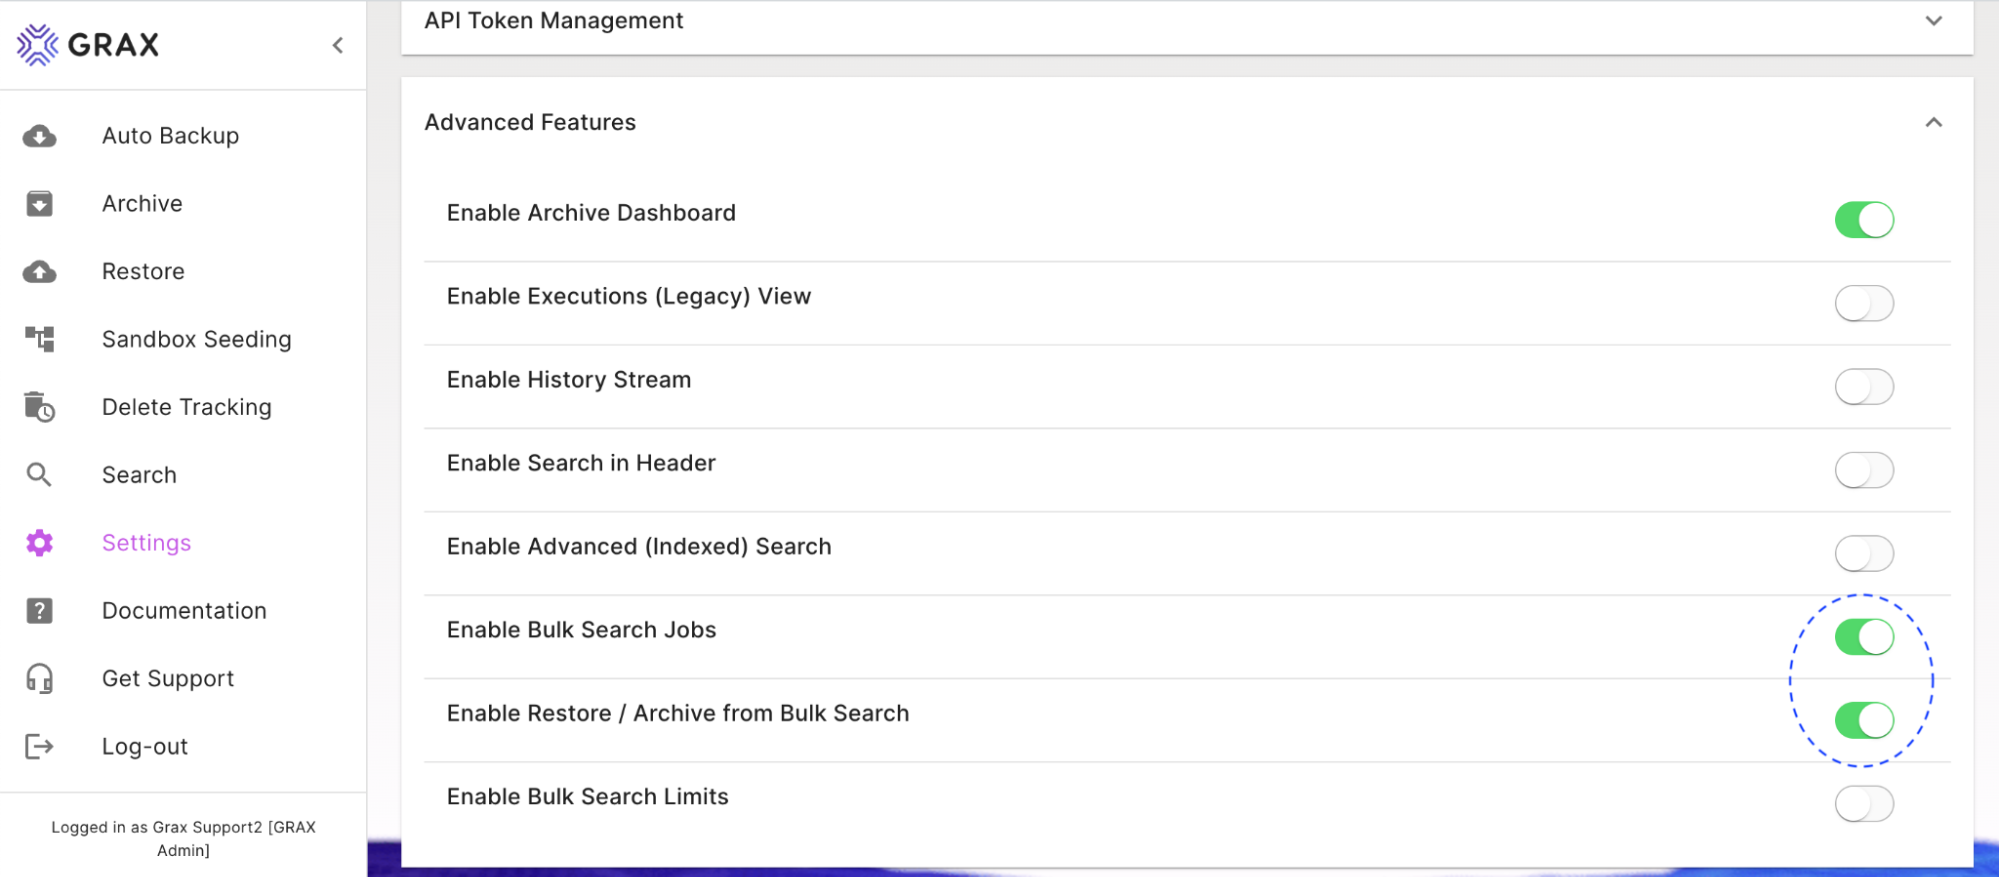 GRAX
Auto Backup
Archive
Restore
Sandbox Seeding
Delete Tracking
Search
Settings
Documentation
Get Support
Log-out
Logged in as Grax Support2 [GRAX
Admin]
API Token Management
Advanced Features
Enable Archive Dashboard
Enable Executions (Legacy) View
Enable History Stream
Enable Search in Header
Enable Advanced (Indexed) Search
Enable Bulk Search Jobs
Enable Restore / Archive from Bulk Search
Enable Bulk Search Limits